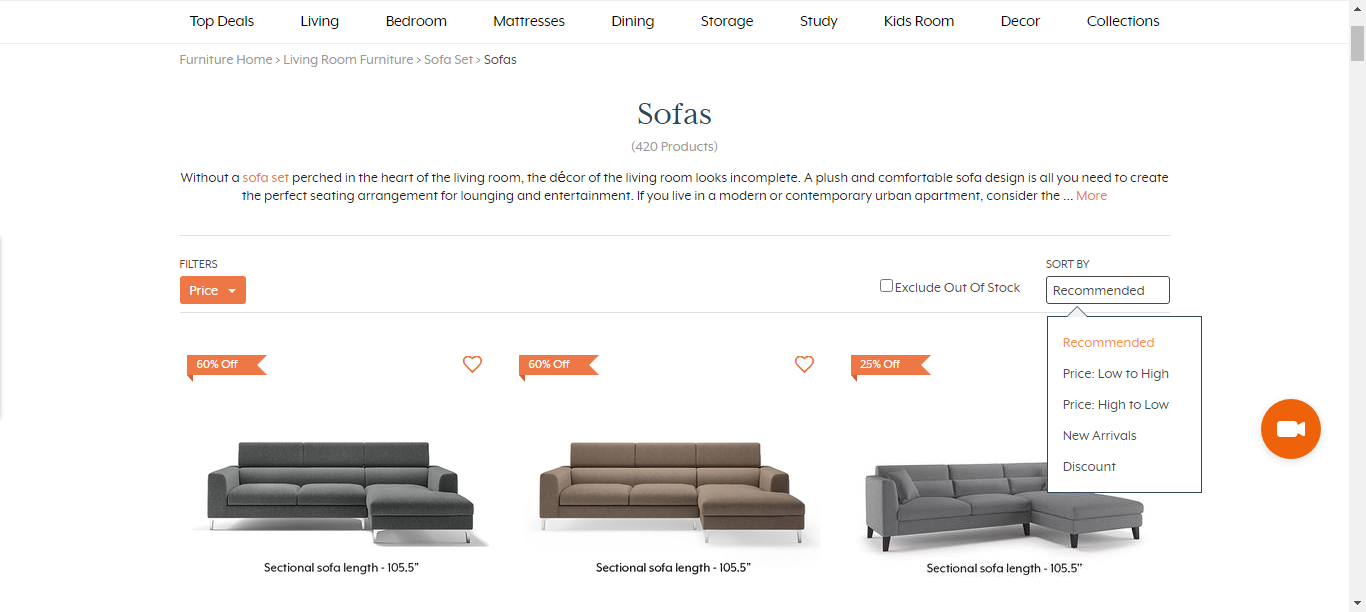 Top Deals Living Bedroom Mattresses Dining Storage Study Kids Room Decor Collections
Furniture Home > Living Room Furniture > Sofa Set > Sofas
Sofas
(420 Products)
Without a sofa set perched in the heart of the living room, the décor of the living room looks incomplete. A plush and comfortable sofa design is all you need to create
the perfect seating arrangement for lounging and entertainment. If you live in a modern or contemporary urban apartment, consider the ... More
FILTERS
Price
Exclude Out Of Stock
SORT BY
Recommended
Recommended
Price: Low to High
Price: High to Low
New Arrivals
Discount
60% Off
60% Off
25% Off
Sectional sofa length - 105.5"
Sectional sofa length - 105.5"
Sectional sofa length - 105.5"